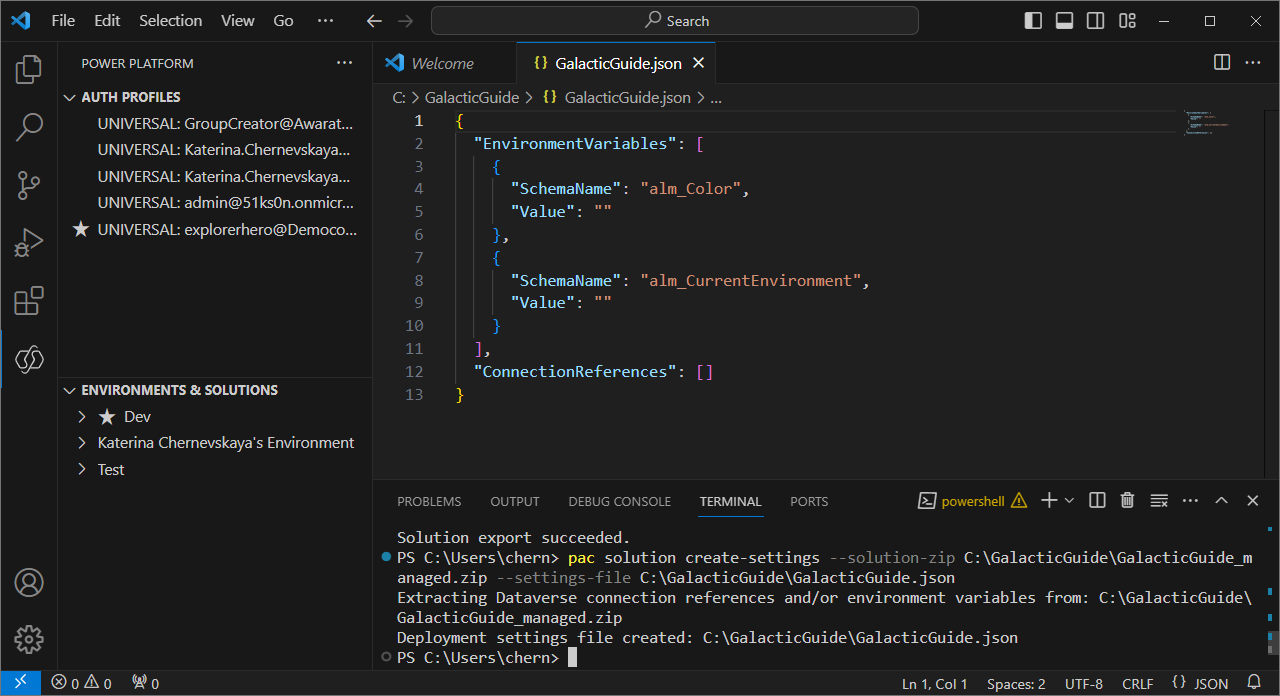 File Edit Selection View Go ··· Search
POWER PLATFORM ···
AUTH PROFILES
UNIVERSAL: GroupCreator@Awarat...
UNIVERSAL: Katerina.Chernevskaya...
UNIVERSAL: Katerina.Chernevskaya...
UNIVERSAL: admin@51ks0n.onmicr...
UNIVERSAL: explorerhero@Democo...
ENVIRONMENTS & SOLUTIONS
Dev
Katerina Chernevskaya's Environment
Test
Welcome {} GalacticGuide.json
C: > GalacticGuide > {} GalacticGuide.json > ...
1 {
2 "EnvironmentVariables": [
3 {
4 "SchemaName": "alm_Color",
5 "Value": ""
6 },
7 {
8 "SchemaName": "alm_CurrentEnvironment",
9 "Value": ""
10 }
11 ],
12 "ConnectionReferences": []
13 }
PROBLEMS OUTPUT DEBUG CONSOLE TERMINAL PORTS powershell
Solution export succeeded.
PS C:\Users\chern> pac solution create-settings --solution-zip C:\GalacticGuide\GalacticGuide_m
anaged.zip --settings-file C:\GalacticGuide\GalacticGuide.json
Extracting Dataverse connection references and/or environment variables from: C:\GalacticGuide\
GalacticGuide_managed.zip
Deployment settings file created: C:\GalacticGuide\GalacticGuide.json
PS C:\Users\chern>
0 0 0 Ln 1, Col 1 Spaces: 2 UTF-8 CRLF {} JSON